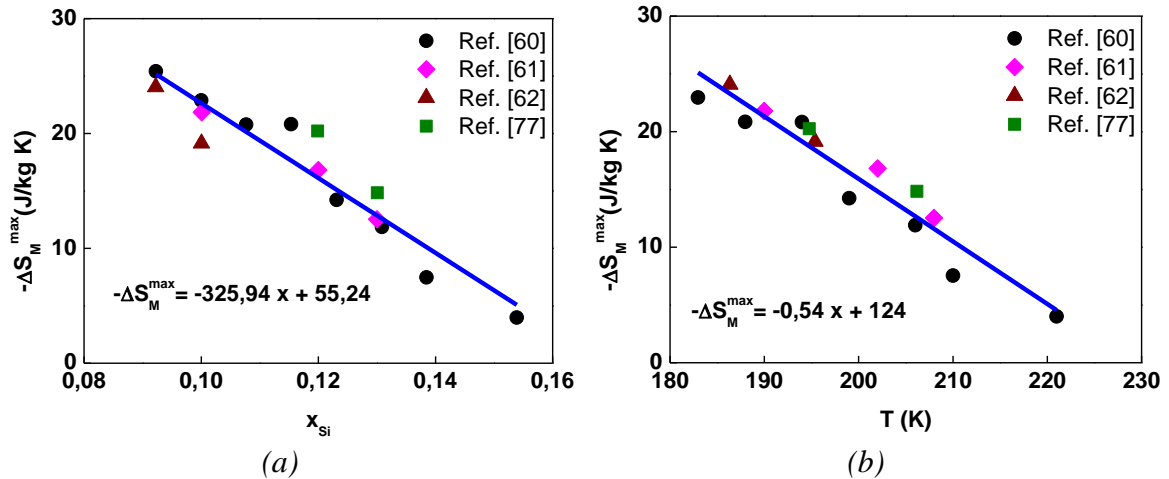 30
20
10
0
-ΔS_M^max(J/kg K)
Ref. [60]
Ref. [61]
Ref. [62]
Ref. [77]
-ΔS_M^max= -325,94 x + 55,24
0,08 0,10 0,12 0,14 0,16
x_Si
(a)
30
20
10
0
-ΔS_M^max(J/kg K)
Ref. [60]
Ref. [61]
Ref. [62]
Ref. [77]
-ΔS_M^max = -0,54 x + 124
180 190 200 210 220 230
T (K)
(b)